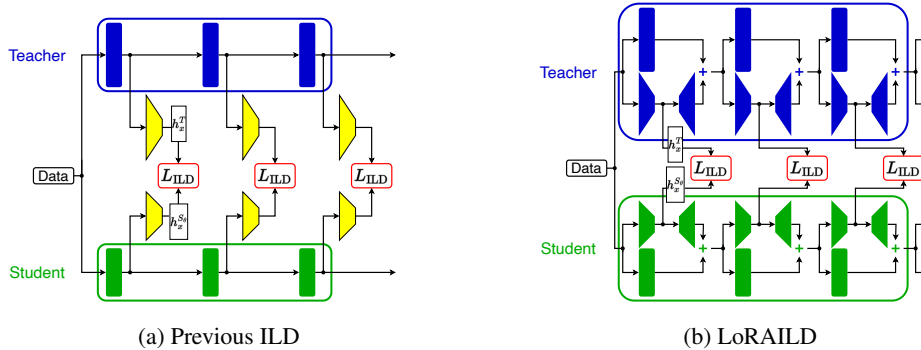 Teacher
Data
Student
h_x^T
L_ILD
L_ILD
L_ILD
h_x^{S_θ}
(a) Previous ILD
Teacher
+
+
+
Data
Student
h_x^T
L_ILD
L_ILD
L_ILD
h_x^{S_θ}
+
+
+
(b) LoRAILD